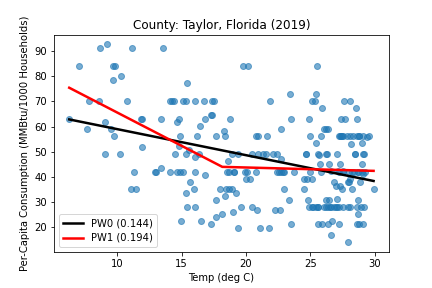 County: Taylor, Florida (2019)
Per-Capita Consumption (MMBtu/1000 Households)
90
80
70
60
50
40
30
20
PW0 (0.144)
PW1 (0.194)
10 15 20 25 30
Temp (deg C)